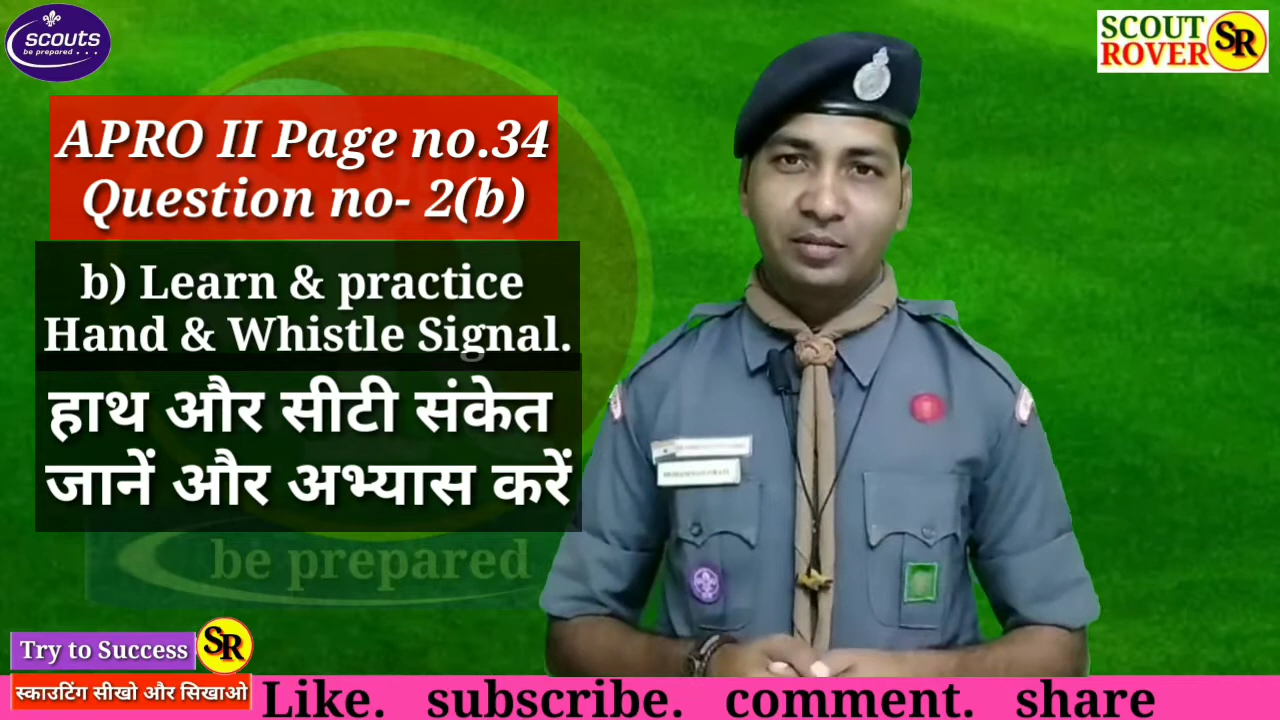 scouts
be prepared . . .
SCOUT
ROVER
SR
APRO II Page no.34
Question no- 2(b)
b) Learn & practice
Hand & Whistle Signal.
हाथ और सीटी संकेत
जानें और अभ्यास करें
be prepared
Try to Success
SR
स्काउटिंग सीखो और सिखाओ
Like. subscribe. comment. share